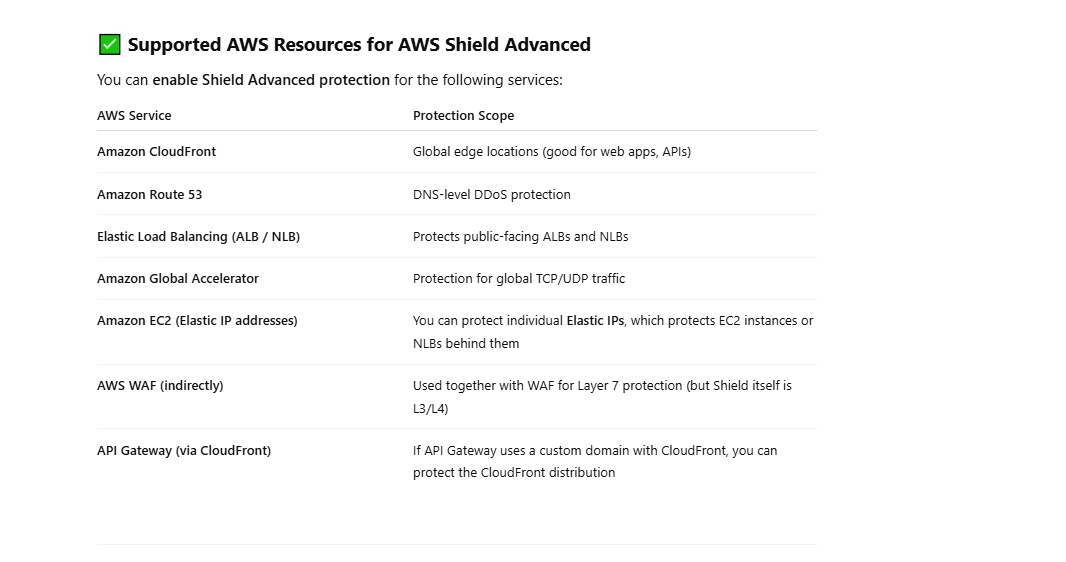 ✅ Supported AWS Resources for AWS Shield Advanced
You can enable Shield Advanced protection for the following services:
AWS Service Protection Scope
Amazon CloudFront Global edge locations (good for web apps, APIs)
Amazon Route 53 DNS-level DDoS protection
Elastic Load Balancing (ALB / NLB) Protects public-facing ALBs and NLBs
Amazon Global Accelerator Protection for global TCP/UDP traffic
Amazon EC2 (Elastic IP addresses) You can protect individual Elastic IPs, which protects EC2 instances or
NLBs behind them
AWS WAF (indirectly) Used together with WAF for Layer 7 protection (but Shield itself is
L3/L4)
API Gateway (via CloudFront) If API Gateway uses a custom domain with CloudFront, you can
protect the CloudFront distribution